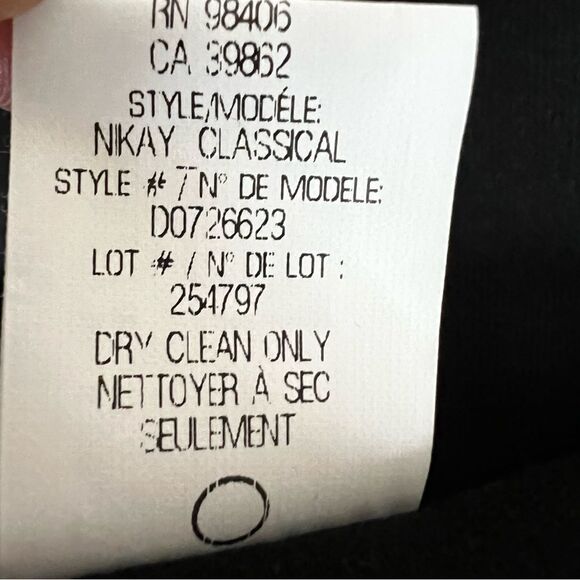 RN 98406
CA 39862
STYLE/MODÉLE:
NIKAY CLASSICAL
STYLE # / N° DE MODELE:
D0726623
LOT # / N° DE LOT :
254797
DRY CLEAN ONLY
NETTOYER À SEC
SEULEMENT